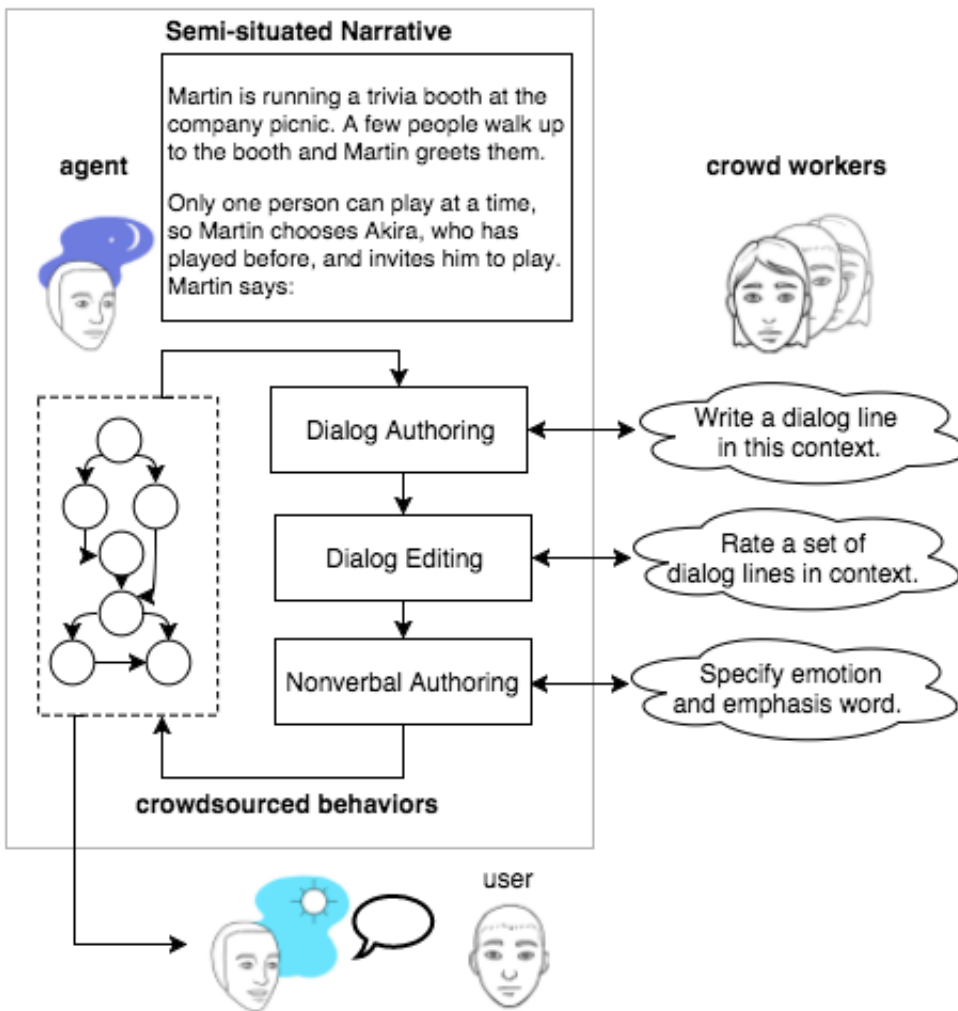 Semi-situated Narrative
Martin is running a trivia booth at the
company picnic. A few people walk up
to the booth and Martin greets them.
Only one person can play at a time,
so Martin chooses Akira, who has
played before, and invites him to play.
Martin says:
agent
crowd workers
Dialog Authoring
Write a dialog line
in this context.
Dialog Editing
Rate a set of
dialog lines in context.
Nonverbal Authoring
Specify emotion
and emphasis word.
crowdsourced behaviors
user